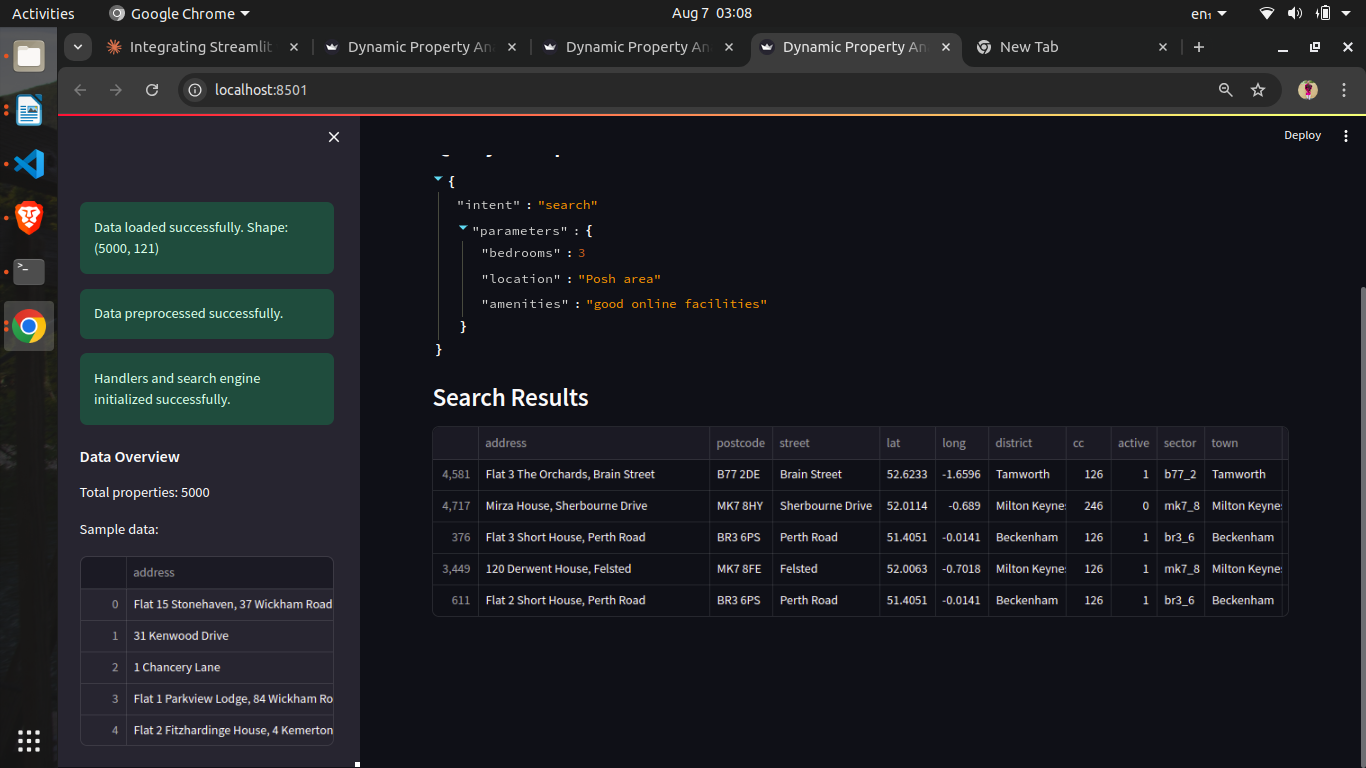 Activities
Google Chrome
Aug 7 03:08
en₁
Integrating Streamlit
Dynamic Property An
Dynamic Property An
Dynamic Property An
New Tab
localhost:8501
Deploy
Data loaded successfully. Shape:
(5000, 121)
Data preprocessed successfully.
Handlers and search engine
initialized successfully.
Data Overview
Total properties: 5000
Sample data:
address
0 Flat 15 Stonehaven, 37 Wickham Road
1 31 Kenwood Drive
2 1 Chancery Lane
3 Flat 1 Parkview Lodge, 84 Wickham Ro
4 Flat 2 Fitzhardinge House, 4 Kemerton
{
"intent" : "search"
"parameters" : {
"bedrooms" : 3
"location" : "Posh area"
"amenities" : "good online facilities"
}
}
Search Results
address postcode street lat long district cc active sector town
4,581 Flat 3 The Orchards, Brain Street B77 2DE Brain Street 52.6233 -1.6596 Tamworth 126 1 b77_2 Tamworth
4,717 Mirza House, Sherbourne Drive MK7 8HY Sherbourne Drive 52.0114 -0.689 Milton Keyne 246 0 mk7_8 Milton Keyne
376 Flat 3 Short House, Perth Road BR3 6PS Perth Road 51.4051 -0.0141 Beckenham 126 1 br3_6 Beckenham
3,449 120 Derwent House, Felsted MK7 8FE Felsted 52.0063 -0.7018 Milton Keyne 126 1 mk7_8 Milton Keyne
611 Flat 2 Short House, Perth Road BR3 6PS Perth Road 51.4051 -0.0141 Beckenham 126 1 br3_6 Beckenham